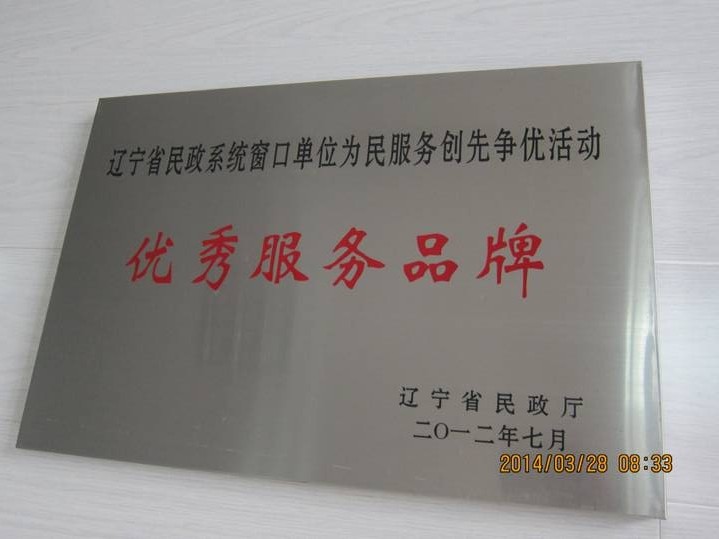 辽宁省民政系统窗口单位为民服务创先争优活动
优秀服务品牌
辽宁省民政厅
二〇一二年七月
2014/03/28 08:33